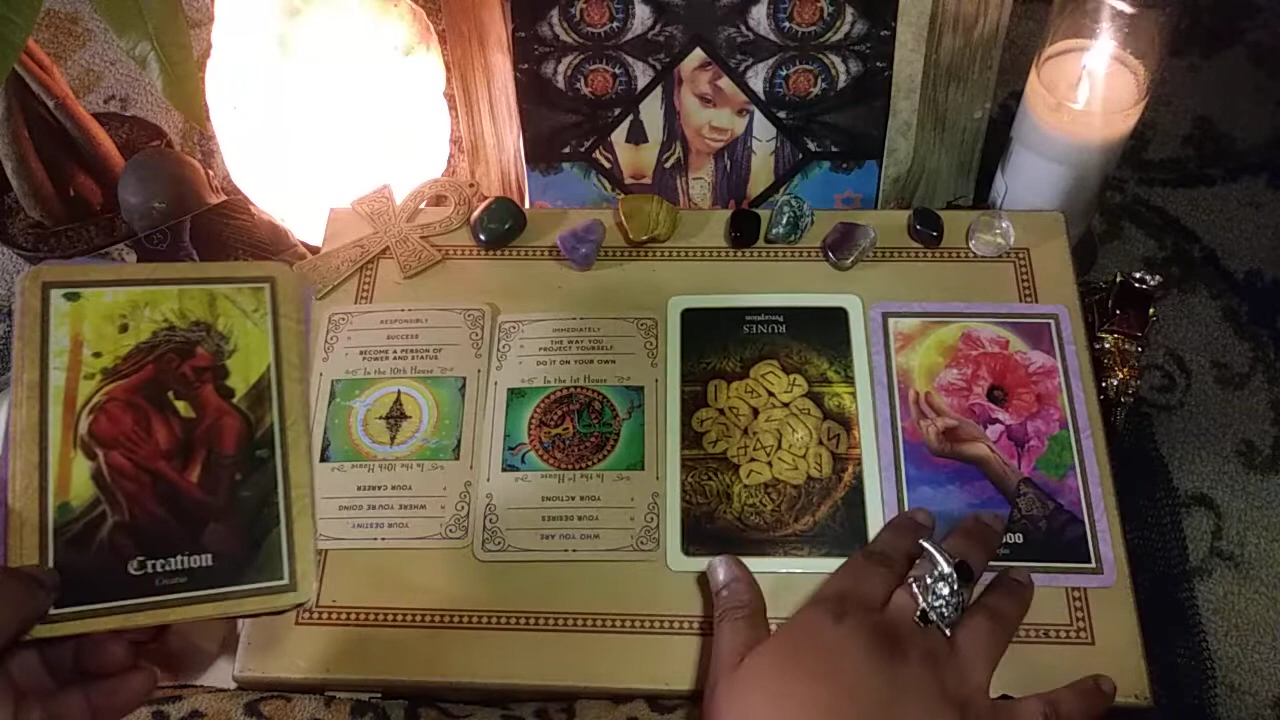 Creation
Creatio
RESPONSIBLY
SUCCESS
BECOME A PERSON OF
POWER AND STATUS
In the 10th House
In the 10th House
YOUR CAREER
WHERE YOU'RE GOING
YOUR DESTINY
IMMEDIATELY
THE WAY YOU
PROJECT YOURSELF
DO IT ON YOUR OWN
In the 1st House
In the 1st House
YOUR ACTIONS
YOUR DESIRES
WHO YOU ARE
RUNES
Perception